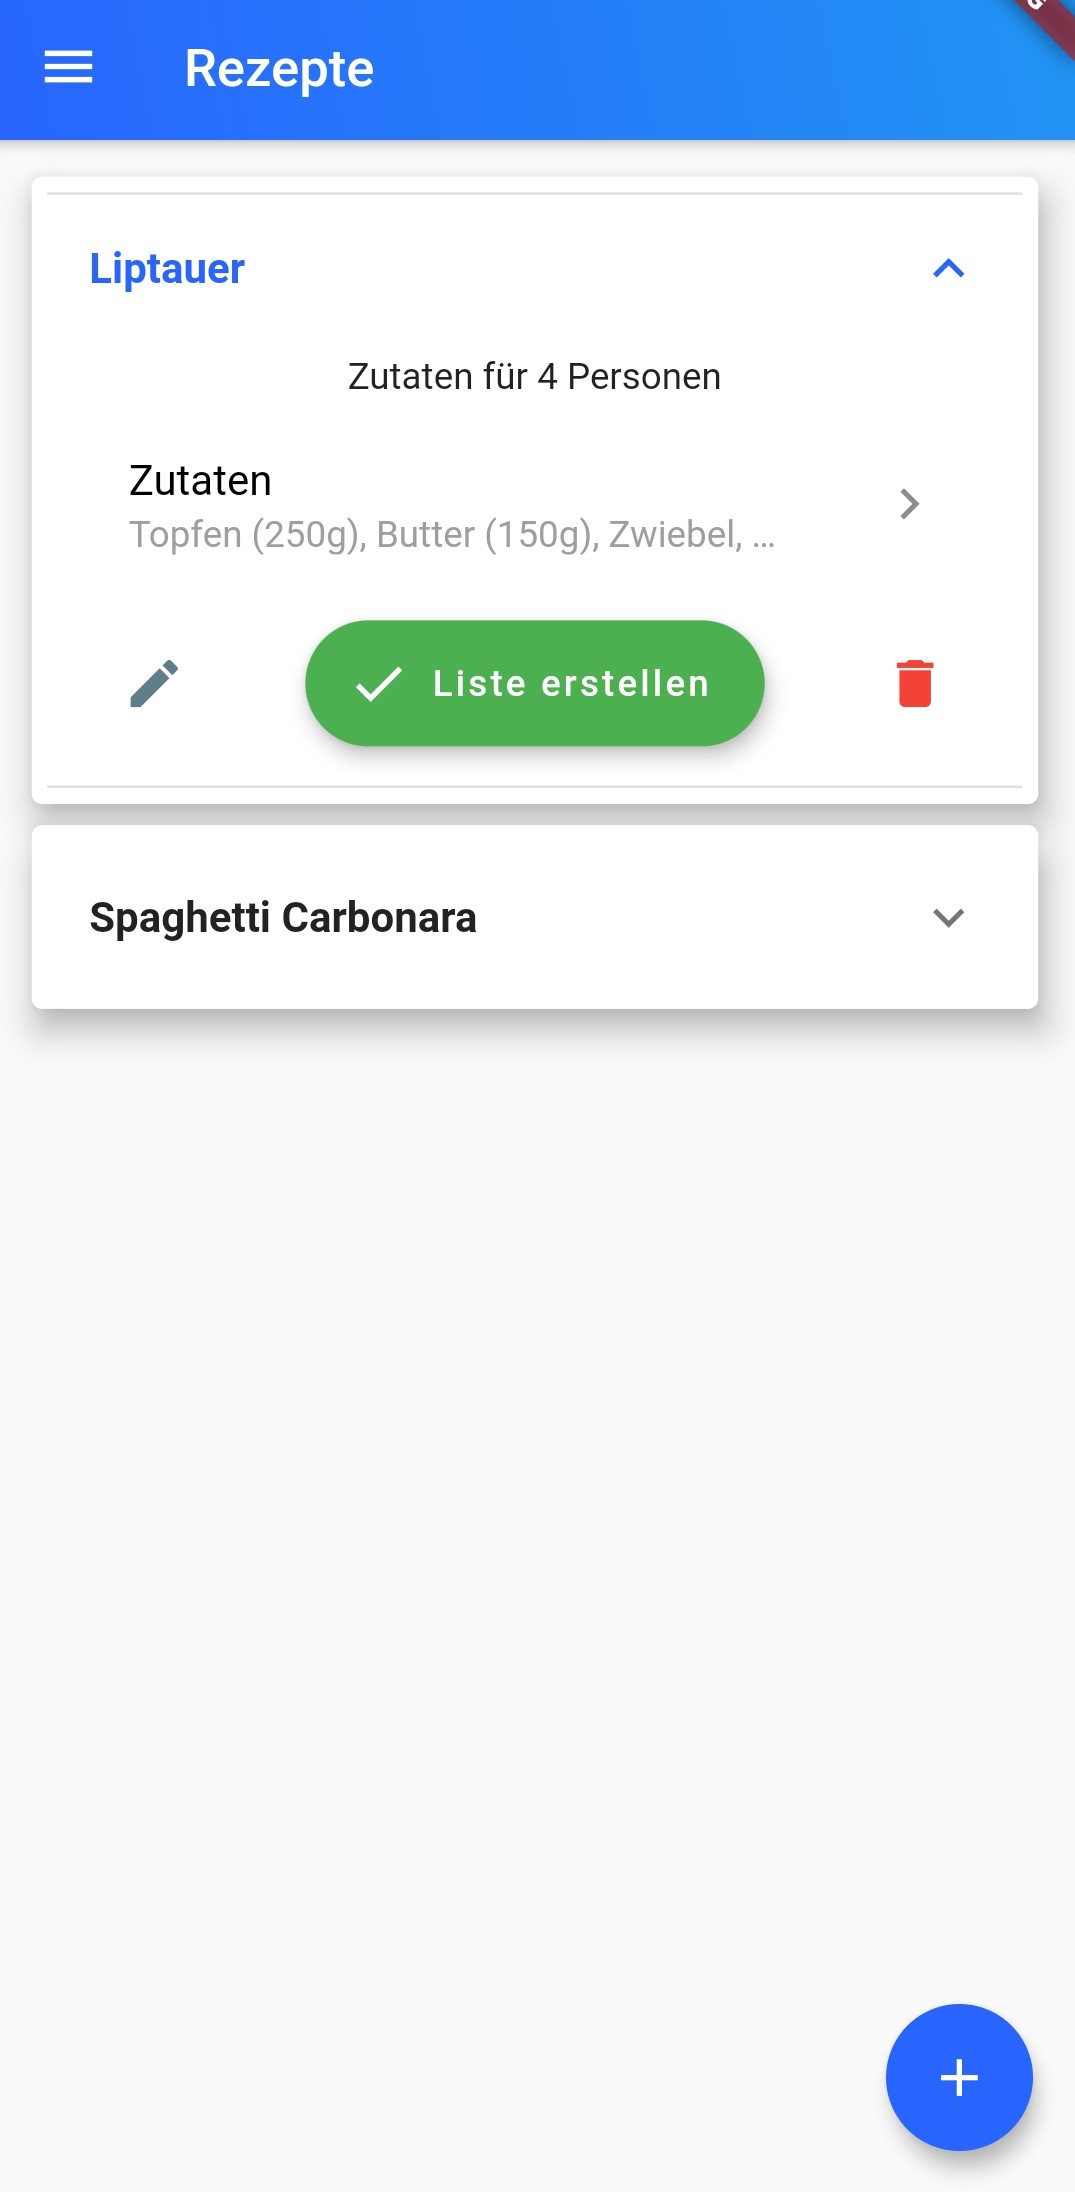 Rezepte
Liptauer
Zutaten für 4 Personen
Zutaten
Topfen (250g), Butter (150g), Zwiebel, ...
Liste erstellen
Spaghetti Carbonara